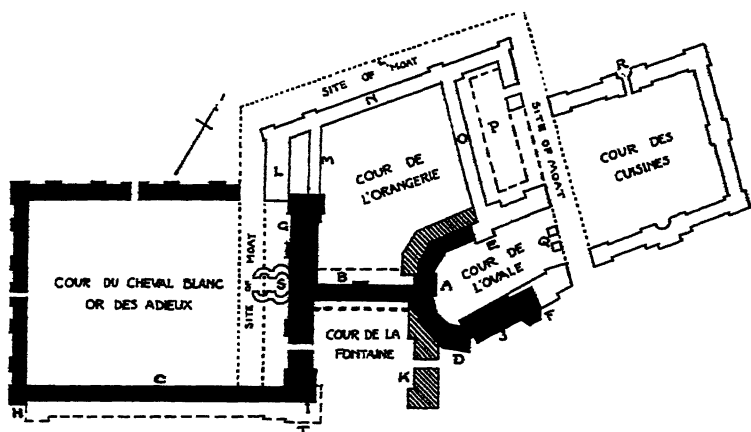 SITE OF MOAT
N
R
M
L
COUR DE
L'ORANGERIE
O
P
SITE OF MOAT
COUR DES
CUISINES
G
E
Q
COUR DE
L'OVALE
COUR DU CHEVAL BLANC
OR DES ADIEUX
SITE OF MOAT
S
B
A
COUR DE LA
FONTAINE
D
J
F
K
C
H
I
T